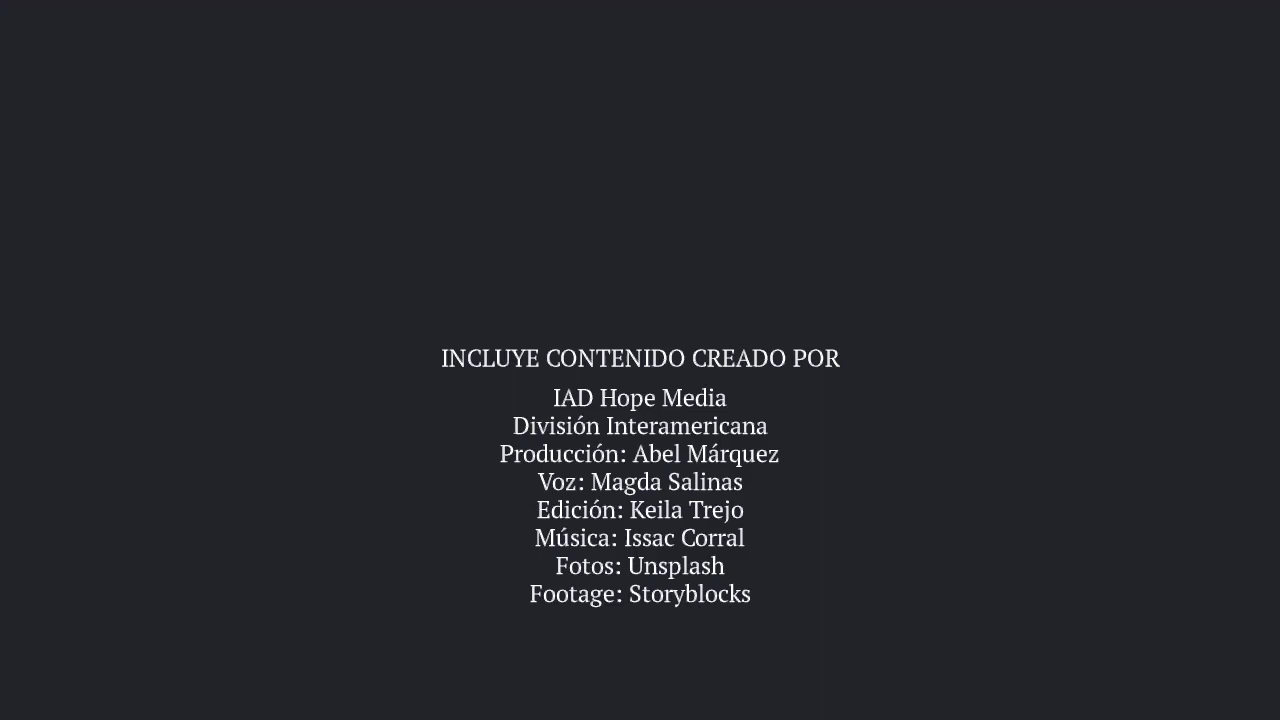 INCLUYE CONTENIDO CREADO POR
IAD Hope Media
División Interamericana
Producción: Abel Márquez
Voz: Magda Salinas
Edición: Keila Trejo
Música: Issac Corral
Fotos: Unsplash
Footage: Storyblocks